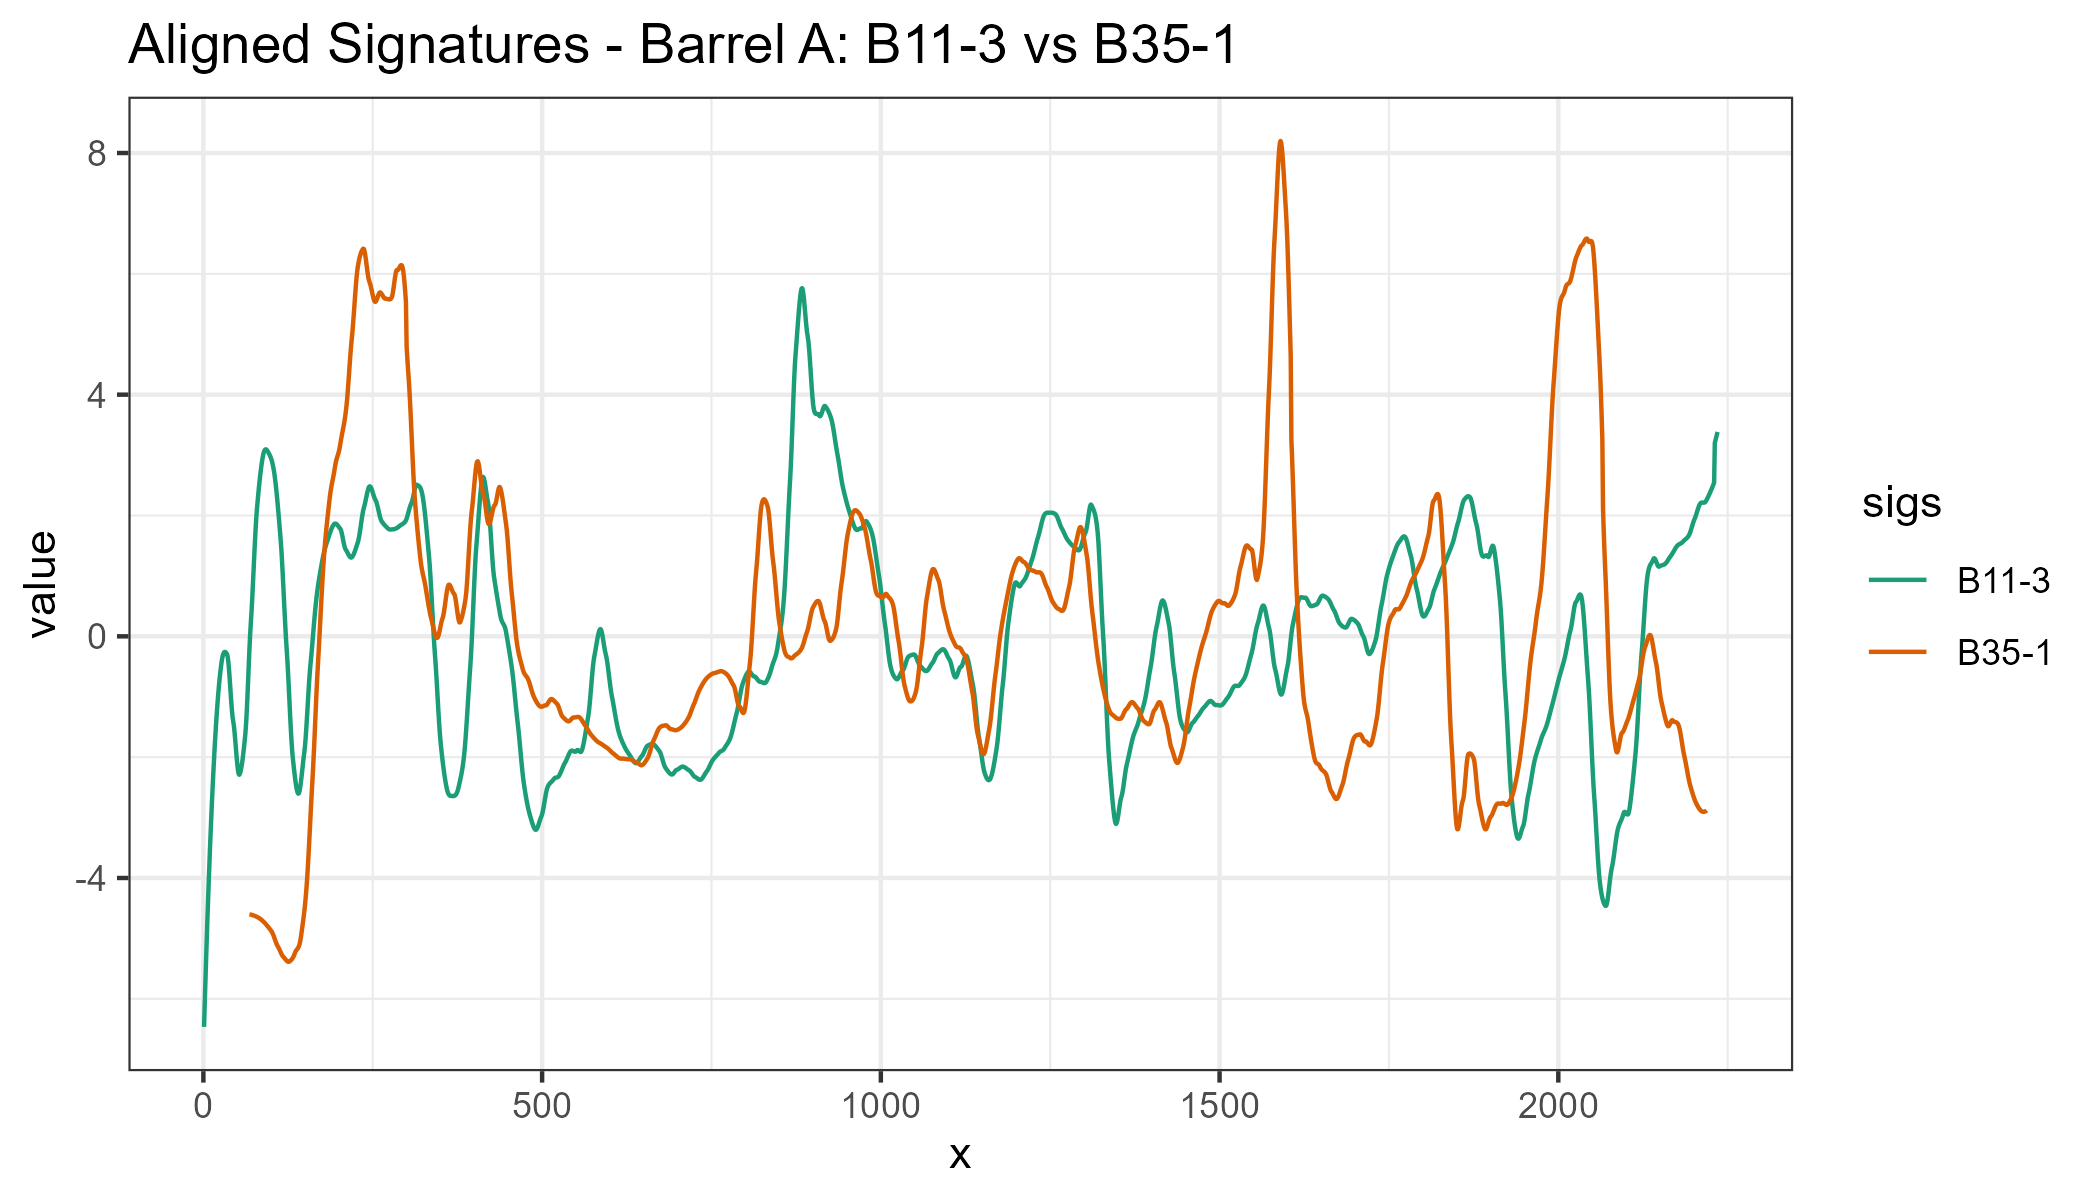 Aligned Signatures - Barrel A: B11-3 vs B35-1
8
4
0
-4
value
0 500 1000 1500 2000
x
sigs
B11-3
B35-1